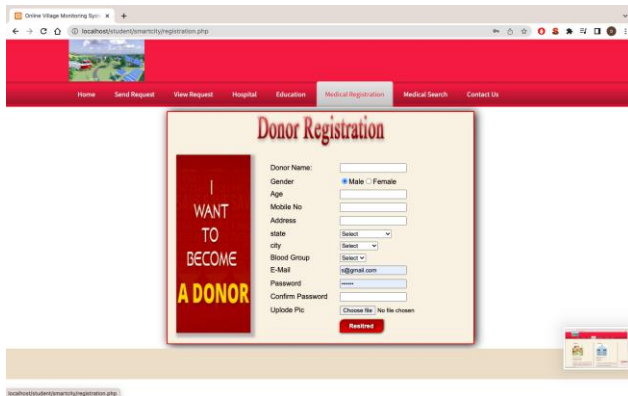 Online Village Monitoring Syst
localhost/student/smartcity/registration.php
Home Send Request View Request Hospital Education Medical Registration Medical Search Contact Us
Donor Registration
I
WANT
TO
BECOME
A DONOR
Donor Name:
Gender Male Female
Age
Mobile No
Address
state Select
city Select
Blood Group Select
E-Mail s@gmail.com
Password ••••••
Confirm Password
Uplode Pic Choose file No file chosen
Resitred
localhost/student/smartcity/registration.php